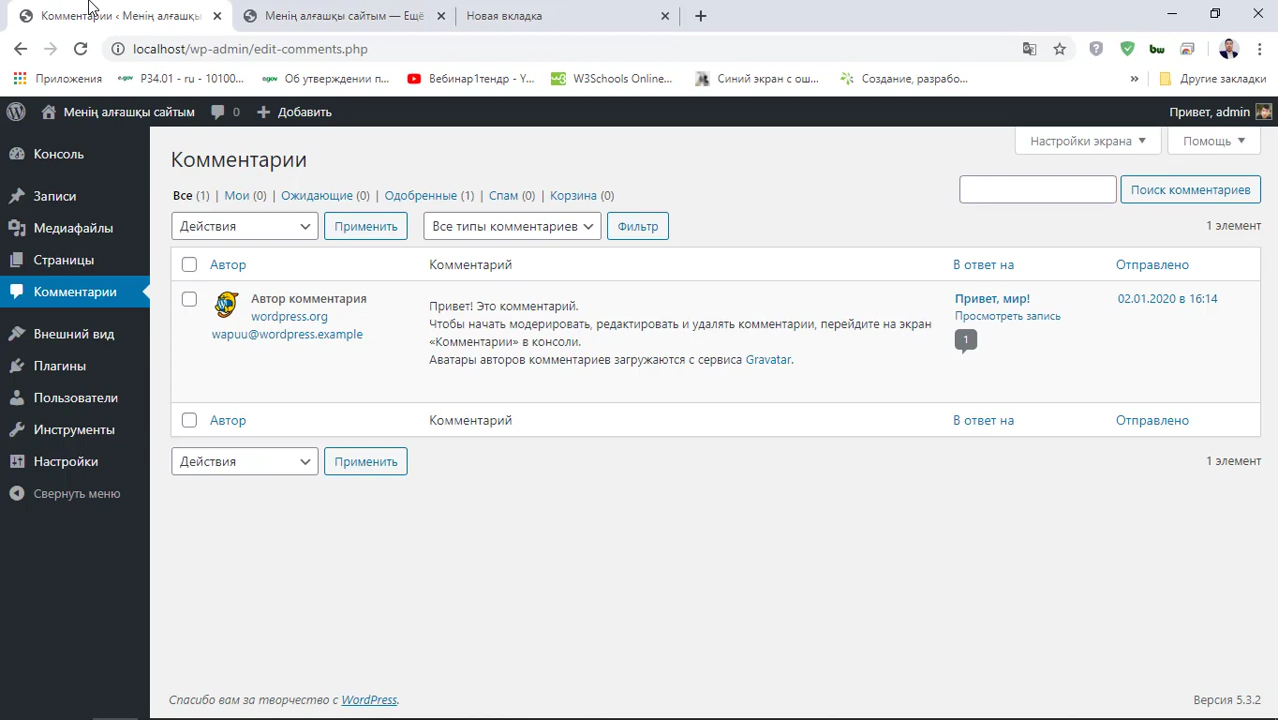 Комментарии ‹ Менің алғашқы
Менің алғашқы сайтым — Ещё
Новая вкладка
localhost/wp-admin/edit-comments.php
Приложения
P34.01 - ru - 10100...
Об утверждении п...
Вебинар1тендр - Y...
W3Schools Online...
Синий экран с ош...
Создание, разрабо...
»
Другие закладки
Менің алғашқы сайтым
0
Добавить
Привет, admin
Консоль
Записи
Медиафайлы
Страницы
Комментарии
Внешний вид
Плагины
Пользователи
Инструменты
Настройки
Свернуть меню
Настройки экрана
Помощь
Комментарии
Все (1) | Мои (0) | Ожидающие (0) | Одобренные (1) | Спам (0) | Корзина (0)
Поиск комментариев
Действия
Применить
Все типы комментариев
Фильтр
1 элемент
Автор
Комментарий
В ответ на
Отправлено
Автор комментария
wordpress.org
wapuu@wordpress.example
Привет! Это комментарий.
Чтобы начать модерировать, редактировать и удалять комментарии, перейдите на экран
«Комментарии» в консоли.
Аватары авторов комментариев загружаются с сервиса Gravatar.
Привет, мир!
Просмотреть запись
1
02.01.2020 в 16:14
Автор
Комментарий
В ответ на
Отправлено
Действия
Применить
1 элемент
Спасибо вам за творчество с WordPress.
Версия 5.3.2